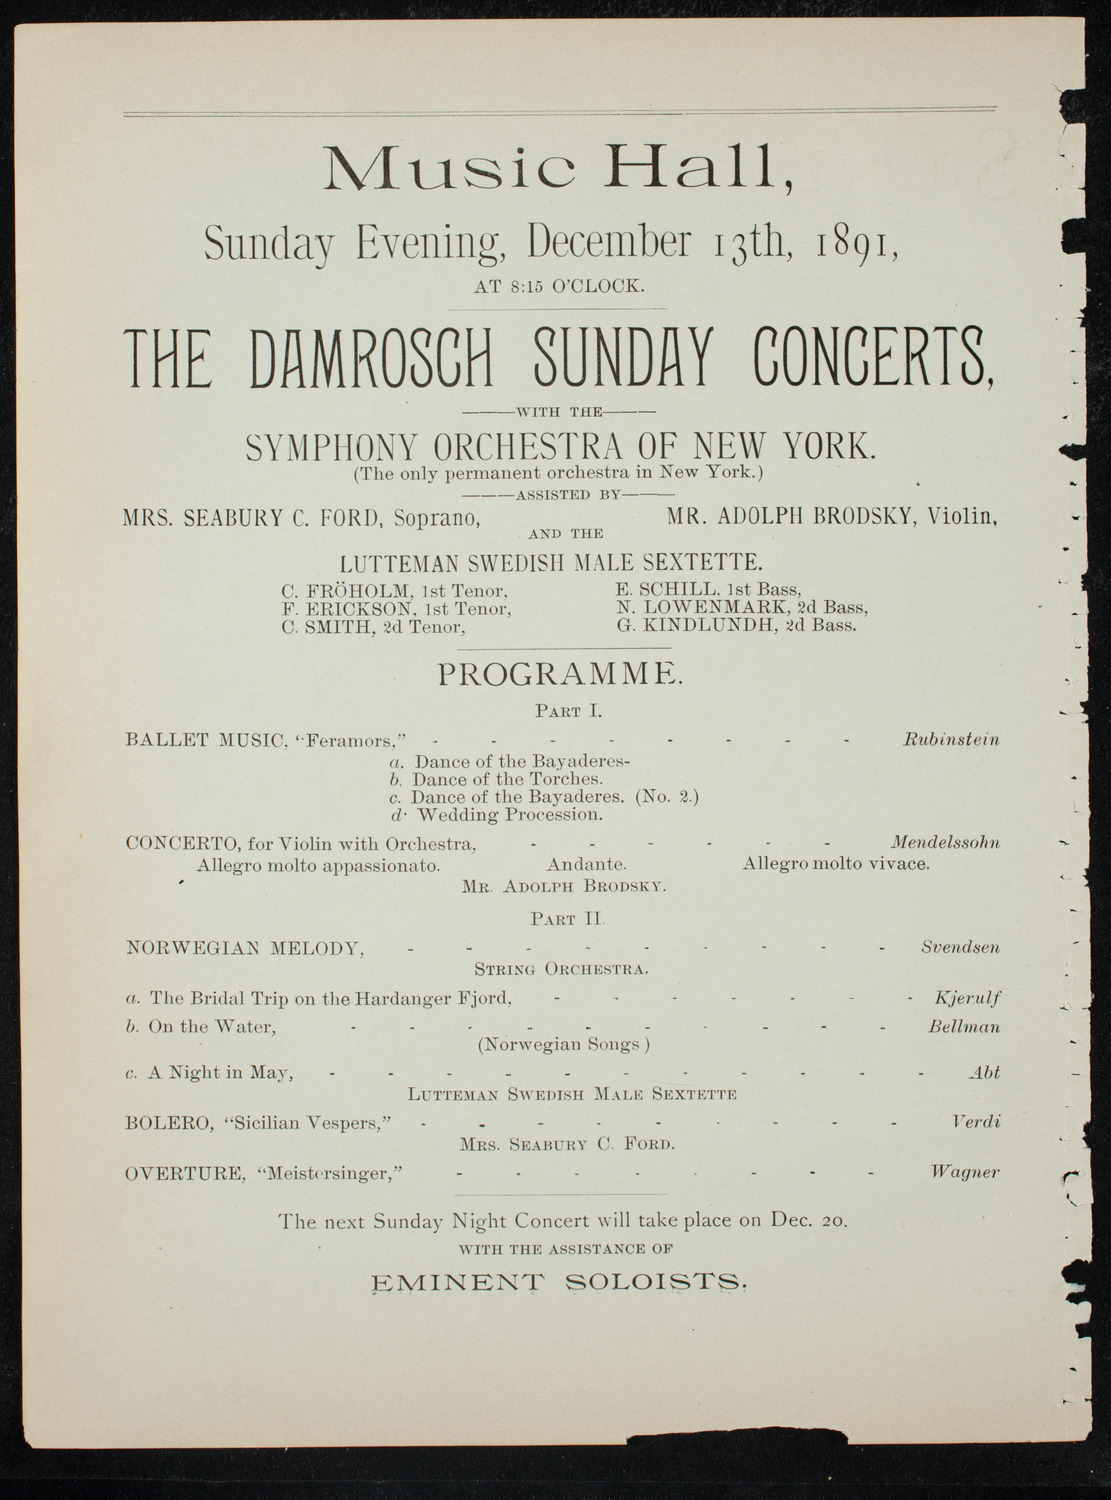 Music Hall,
Sunday Evening, December 13th, 1891,
AT 8:15 O'CLOCK.
THE DAMROSCH SUNDAY CONCERTS,
———WITH THE———
SYMPHONY ORCHESTRA OF NEW YORK.
(The only permanent orchestra in New York.)
———ASSISTED BY———
MRS. SEABURY C. FORD, Soprano, MR. ADOLPH BRODSKY, Violin,
AND THE
LUTTEMAN SWEDISH MALE SEXTETTE.
C. FRÖHOLM, 1st Tenor, E. SCHILL, 1st Bass,
F. ERICKSON, 1st Tenor, N. LOWENMARK, 2d Bass,
C. SMITH, 2d Tenor, G. KINDLUNDH, 2d Bass.
PROGRAMME.
PART I.
BALLET MUSIC, "Feramors," - - - - - - - - Rubinstein
a. Dance of the Bayaderes-
b. Dance of the Torches.
c. Dance of the Bayaderes. (No. 2.)
d· Wedding Procession.
CONCERTO, for Violin with Orchestra, - - - - - - Mendelssohn
Allegro molto appassionato. Andante. Allegro molto vivace.
MR. ADOLPH BRODSKY.
PART II.
NORWEGIAN MELODY, - - - - - - - - - Svendsen
STRING ORCHESTRA.
a. The Bridal Trip on the Hardanger Fjord, - - - - - - - Kjerulf
b. On the Water, - - - - - - - - - - Bellman
(Norwegian Songs)
c. A Night in May, - - - - - - - - - - - Abt
LUTTEMAN SWEDISH MALE SEXTETTE
BOLERO, "Sicilian Vespers," - - - - - - - - - Verdi
MRS. SEABURY C. FORD.
OVERTURE, "Meistersinger," - - - - - - - - Wagner
The next Sunday Night Concert will take place on Dec. 20.
WITH THE ASSISTANCE OF
EMINENT SOLOISTS.